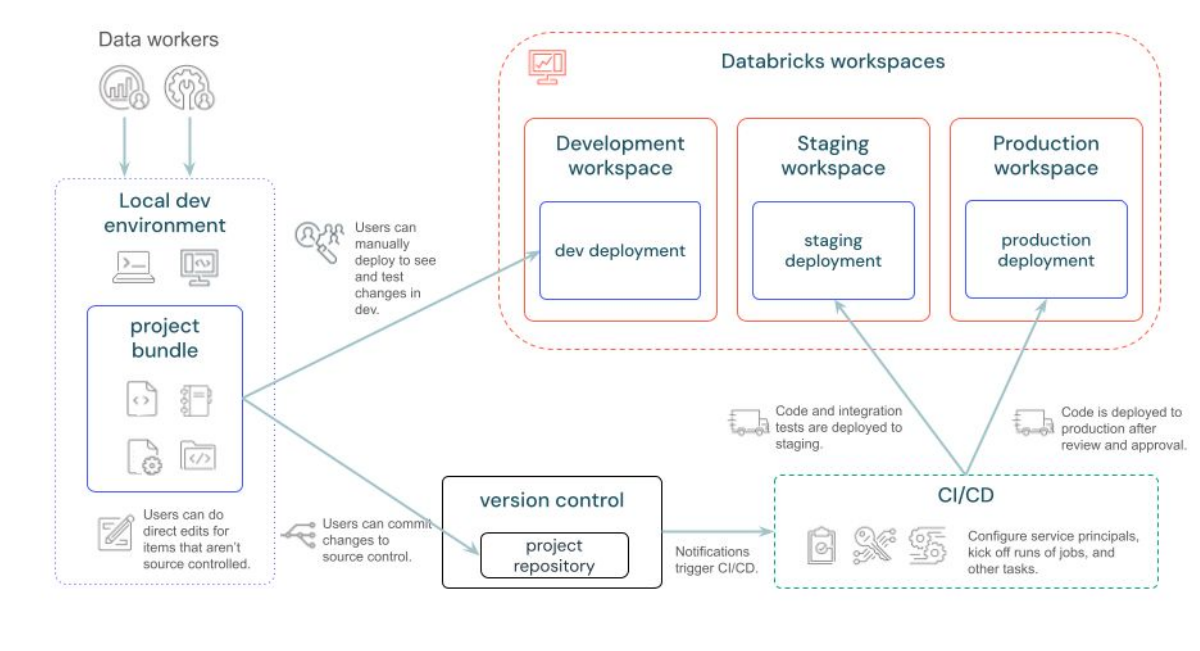 Data workers
Local dev
environment
project
bundle
Users can do
direct edits for
items that aren't
source controlled.
Users can
manually
deploy to see
and test
changes in
dev.
Users can commit
changes to
source control.
Databricks workspaces
Development
workspace
dev deployment
Staging
workspace
staging
deployment
Production
workspace
production
deployment
Code and integration
tests are deployed to
staging.
Code is deployed to
production after
review and approval.
version control
project
repository
Notifications
trigger CI/CD.
CI/CD
Configure service principals,
kick off runs of jobs, and
other tasks.